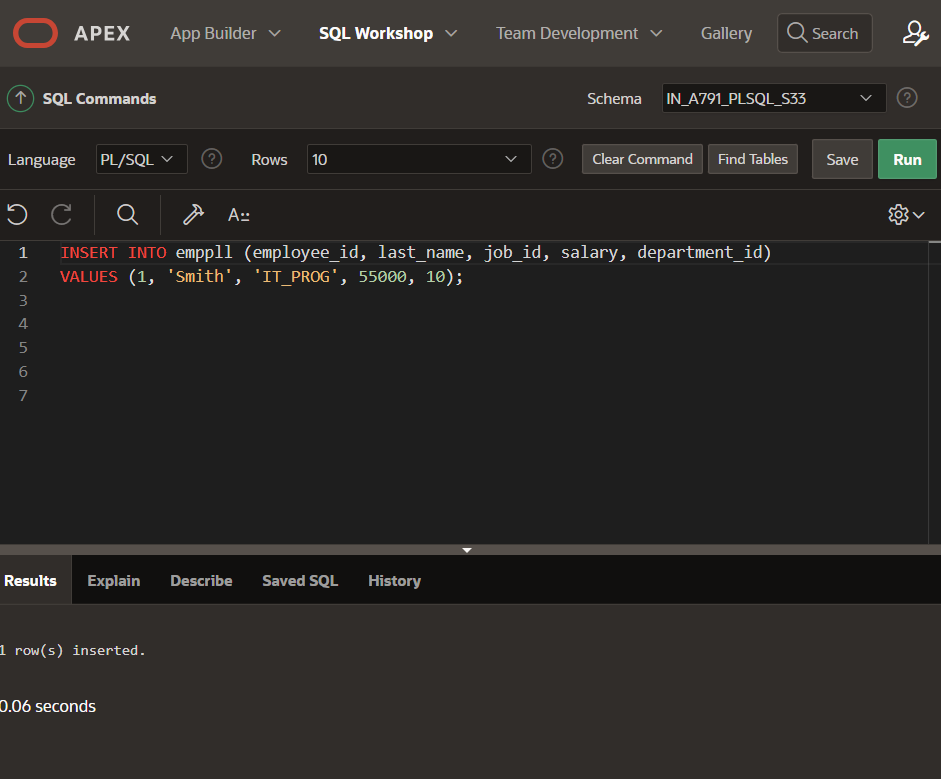 APEX App Builder SQL Workshop Team Development Gallery Search
SQL Commands Schema IN_A791_PLSQL_S33 ?
Language PL/SQL ? Rows 10 ? Clear Command Find Tables Save Run
A::
1 INSERT INTO emppll (employee_id, last_name, job_id, salary, department_id)
2 VALUES (1, 'Smith', 'IT_PROG', 55000, 10);
3
4
5
6
7
Results Explain Describe Saved SQL History
1 row(s) inserted.
0.06 seconds